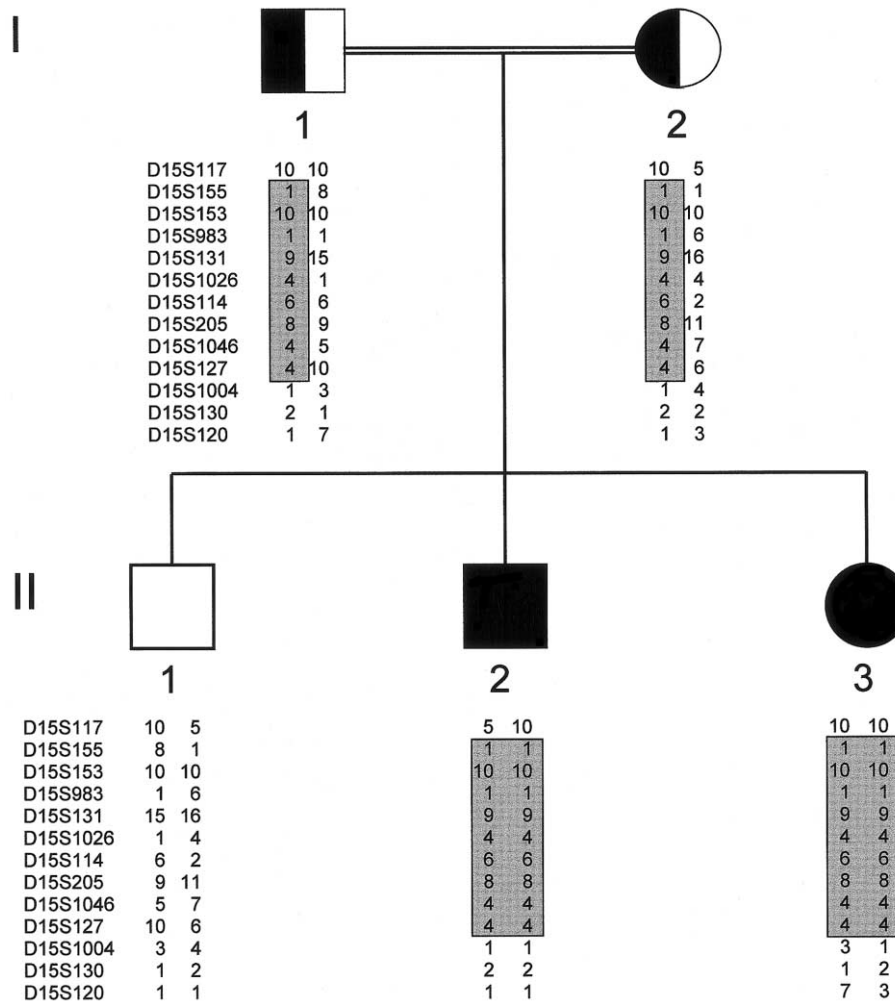 I
1 2
D15S117 10 10 10 5
D15S155 1 8 1 1
D15S153 10 10 10 10
D15S983 1 1 1 6
D15S131 9 15 9 16
D15S1026 4 1 4 4
D15S114 6 6 6 2
D15S205 8 9 8 11
D15S1046 4 5 4 7
D15S127 4 10 4 6
D15S1004 1 3 1 4
D15S130 2 1 2 2
D15S120 1 7 1 3
II
1 2 3
D15S117 10 5 5 10 10 10
D15S155 8 1 1 1 1 1
D15S153 10 10 10 10 10 10
D15S983 1 6 1 1 1 1
D15S131 15 16 9 9 9 9
D15S1026 1 4 4 4 4 4
D15S114 6 2 6 6 6 6
D15S205 9 11 8 8 8 8
D15S1046 5 7 4 4 4 4
D15S127 10 6 4 4 4 4
D15S1004 3 4 1 1 3 1
D15S130 1 2 2 2 1 2
D15S120 1 1 1 1 7 3